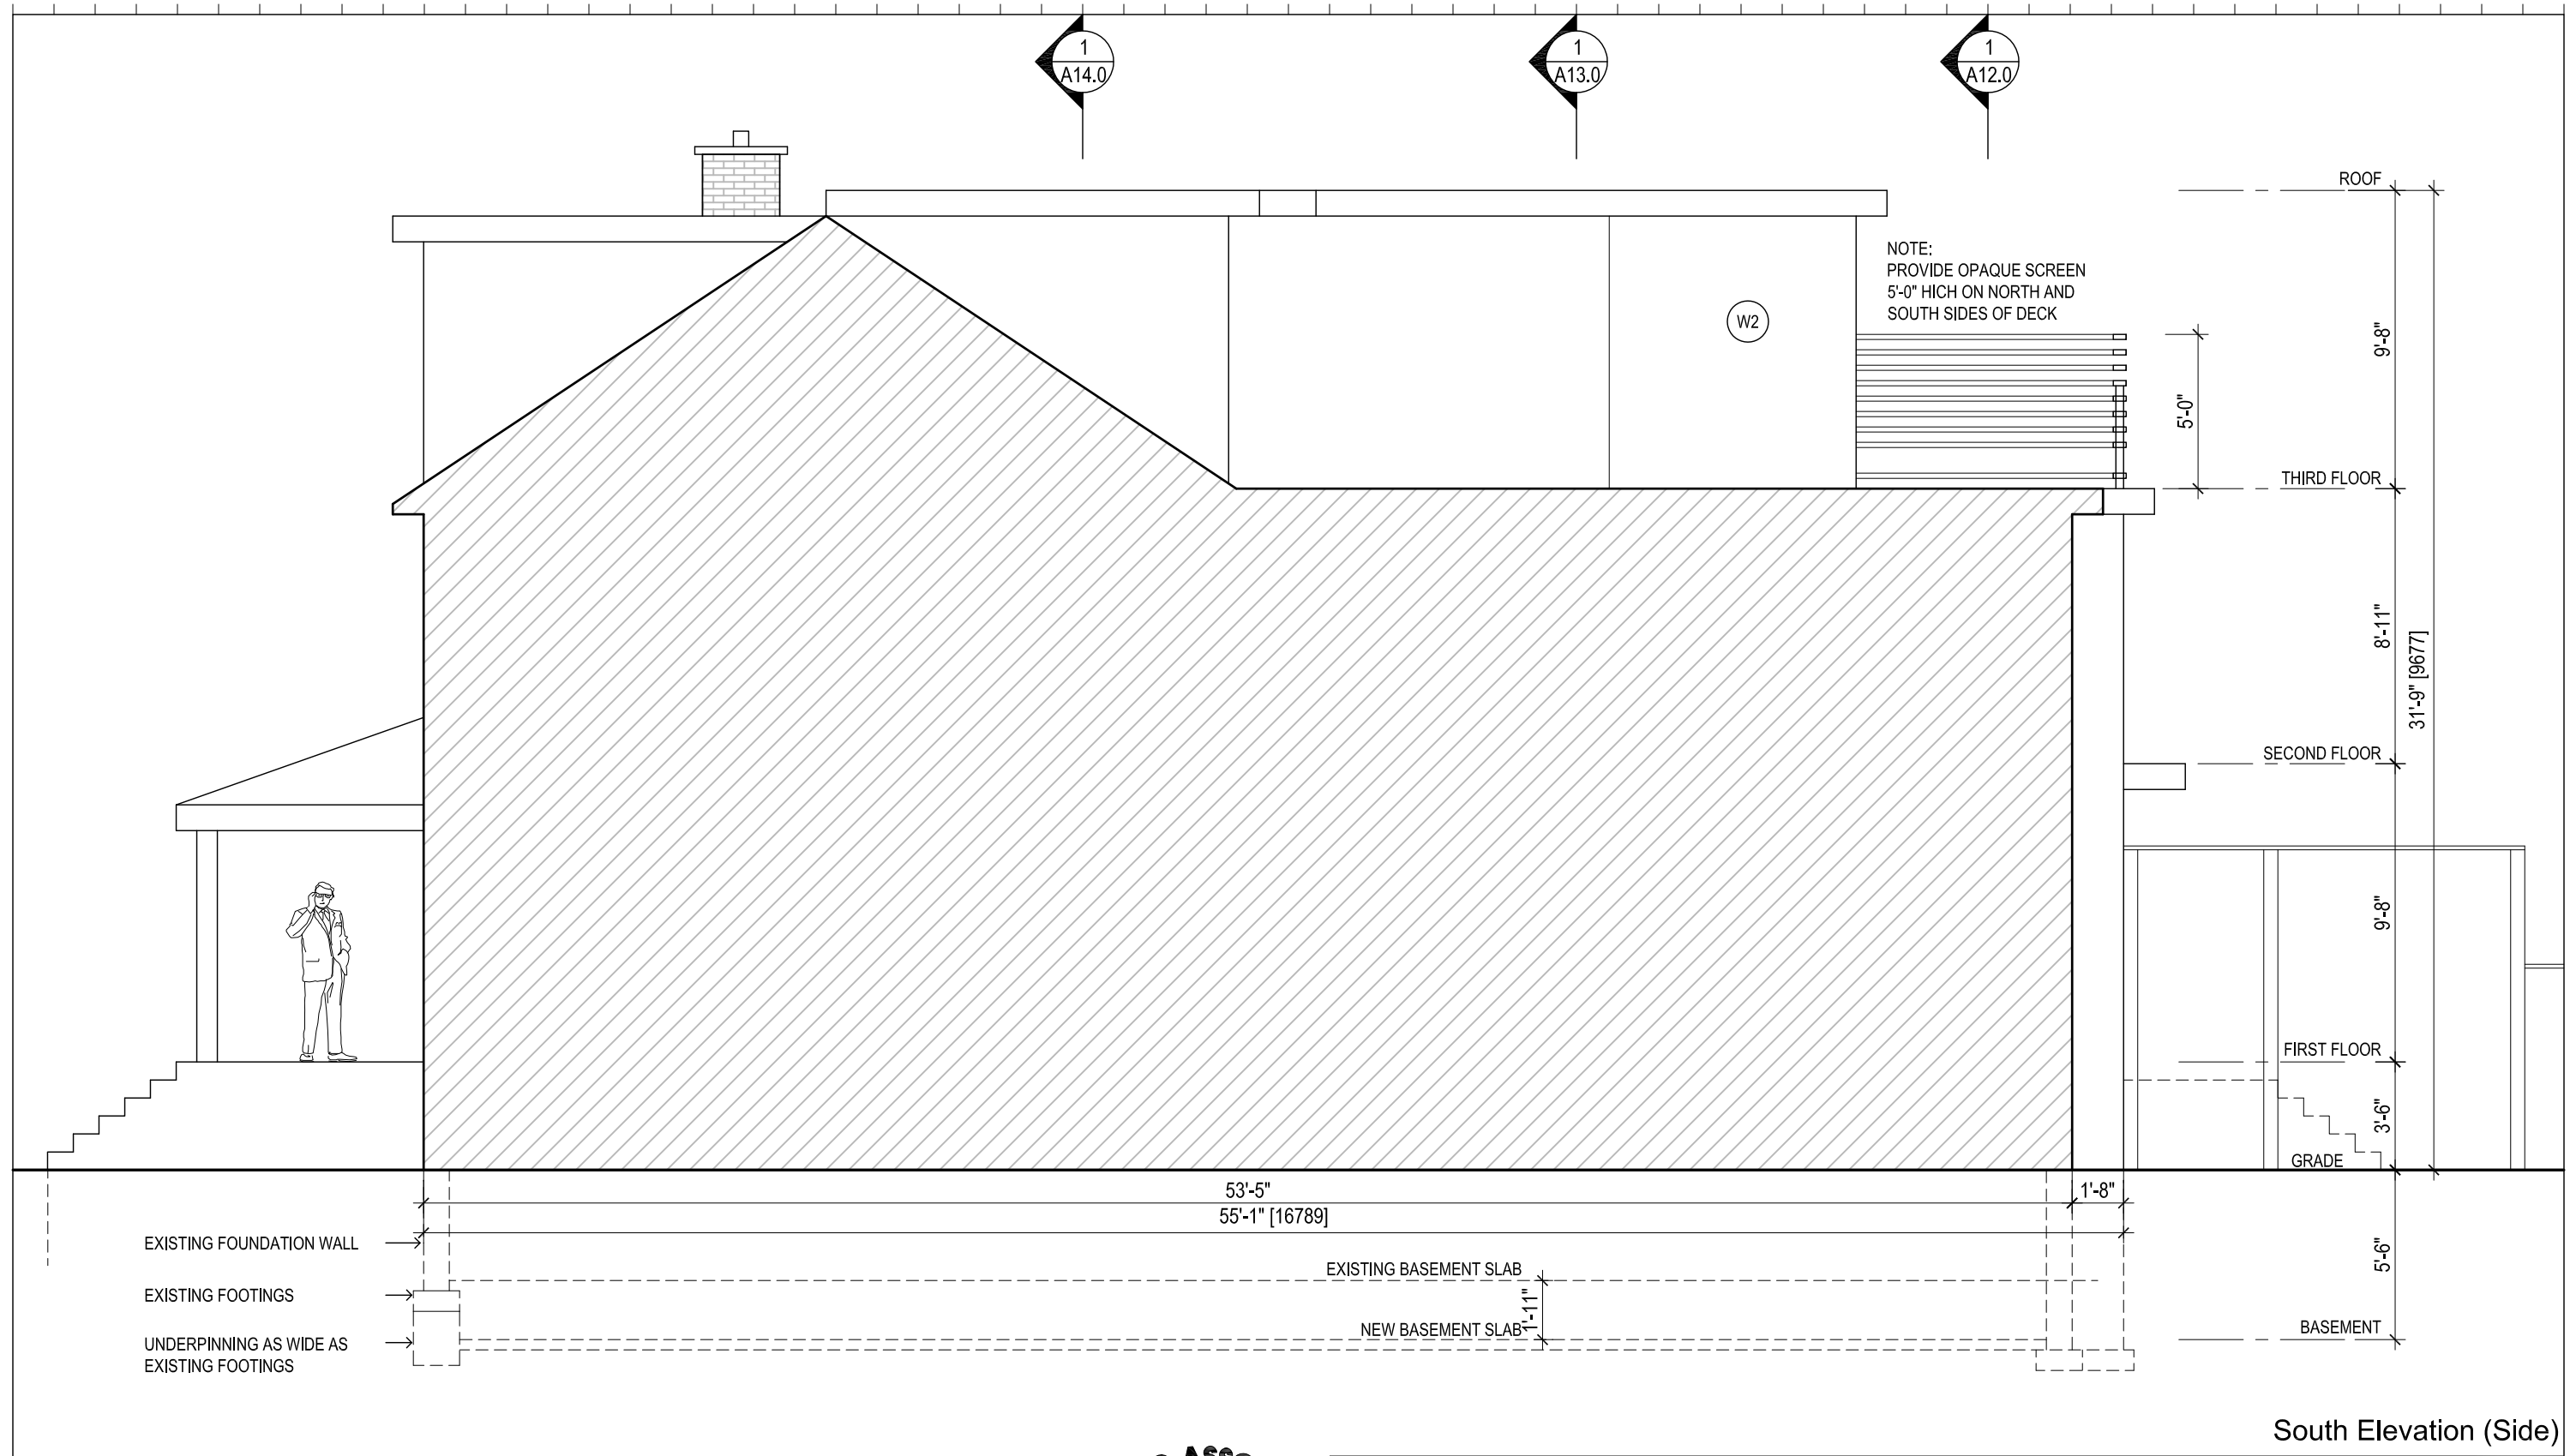 1
A14.0
1
A13.0
1
A12.0
ROOF
NOTE:
PROVIDE OPAQUE SCREEN
5'-0" HICH ON NORTH AND
SOUTH SIDES OF DECK
W2
9'-8"
5'-0"
THIRD FLOOR
8'-11"
31'-9" [9677]
SECOND FLOOR
9'-8"
FIRST FLOOR
3'-6"
GRADE
53'-5"
1'-8"
55'-1" [16789]
EXISTING FOUNDATION WALL
5'-6"
EXISTING BASEMENT SLAB
EXISTING FOOTINGS
1'-11"
NEW BASEMENT SLAB
BASEMENT
UNDERPINNING AS WIDE AS
EXISTING FOOTINGS
South Elevation (Side)